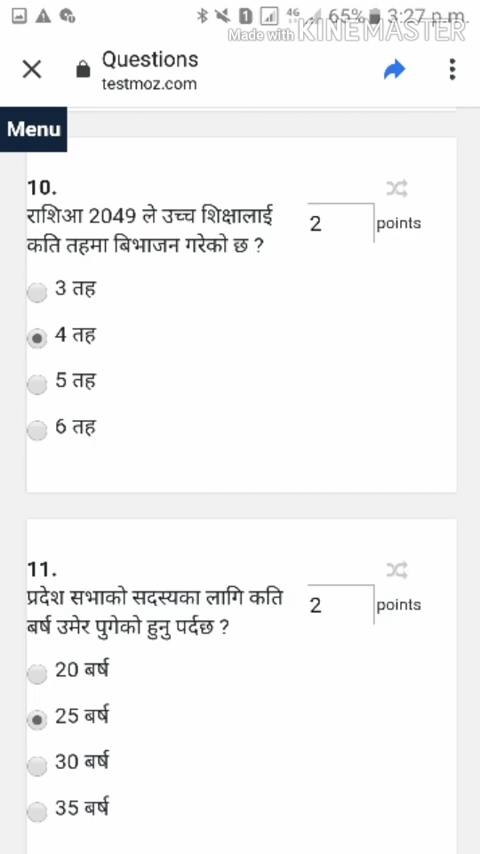 65% 3:27 p.m.
Made with KINEMASTER
Questions
testmoz.com
Menu
10.
राशिआ 2049 ले उच्च शिक्षालाई
कति तहमा बिभाजन गरेको छ ?
2 points
3 तह
4 तह
5 तह
6 तह
11.
प्रदेश सभाको सदस्यका लागि कति
बर्ष उमेर पुगेको हुनु पर्दछ ?
2 points
20 बर्ष
25 बर्ष
30 बर्ष
35 बर्ष